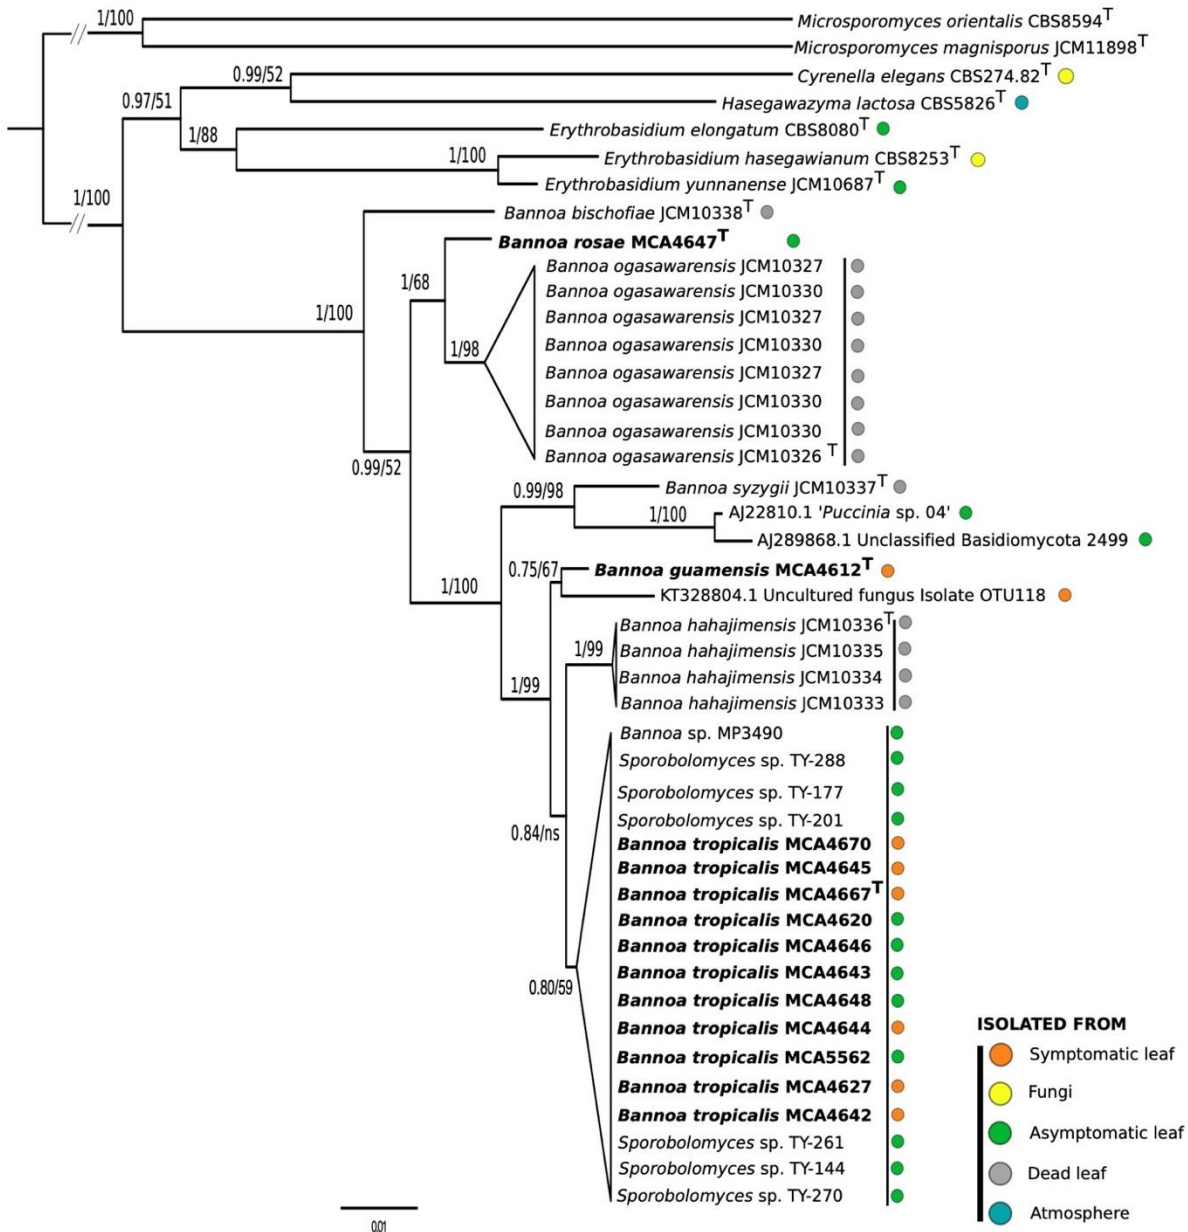 1/100
Microsporomyces orientalis CBS8594T
Microsporomyces magnisporus JCM11898T
0.99/52
Cyrenella elegans CBS274.82T
0.97/51
Hasegawazyma lactosa CBS5826T
1/88
Erythrobasidium elongatum CBS8080T
1/100
Erythrobasidium hasegawianum CBS8253T
Erythrobasidium yunnanense JCM10687T
1/100
Bannoa bischofiae JCM10338T
Bannoa rosae MCA4647T
1/68
Bannoa ogasawarensis JCM10327
Bannoa ogasawarensis JCM10330
1/100
Bannoa ogasawarensis JCM10327
Bannoa ogasawarensis JCM10330
1/98
Bannoa ogasawarensis JCM10327
Bannoa ogasawarensis JCM10330
Bannoa ogasawarensis JCM10330
Bannoa ogasawarensis JCM10326 T
0.99/52
0.99/98
Bannoa syzygii JCM10337T
1/100
AJ22810.1 'Puccinia sp. 04'
AJ289868.1 Unclassified Basidiomycota 2499
0.75/67
Bannoa guamensis MCA4612T
1/100
KT328804.1 Uncultured fungus Isolate OTU118
Bannoa hahajimensis JCM10336T
1/99
Bannoa hahajimensis JCM10335
Bannoa hahajimensis JCM10334
1/99
Bannoa hahajimensis JCM10333
Bannoa sp. MP3490
Sporobolomyces sp. TY-288
Sporobolomyces sp. TY-177
Sporobolomyces sp. TY-201
0.84/ns
Bannoa tropicalis MCA4670
Bannoa tropicalis MCA4645
Bannoa tropicalis MCA4667T
Bannoa tropicalis MCA4620
Bannoa tropicalis MCA4646
Bannoa tropicalis MCA4643
0.80/59
Bannoa tropicalis MCA4648
Bannoa tropicalis MCA4644
Bannoa tropicalis MCA5562
Bannoa tropicalis MCA4627
Bannoa tropicalis MCA4642
Sporobolomyces sp. TY-261
Sporobolomyces sp. TY-144
Sporobolomyces sp. TY-270
ISOLATED FROM
Symptomatic leaf
Fungi
Asymptomatic leaf
Dead leaf
Atmosphere
0.01